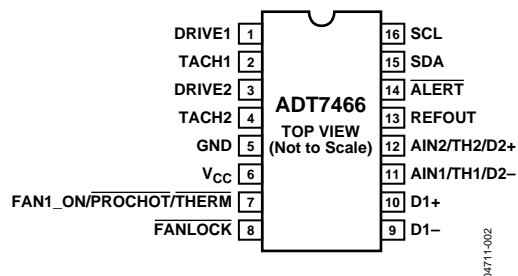 DRIVE1 1
TACH1 2
DRIVE2 3
TACH2 4
GND 5
VCC 6
FAN1_ON/PROCHOT/THERM 7
FANLOCK 8
ADT7466
TOP VIEW
(Not to Scale)
16 SCL
15 SDA
14 ALERT
13 REFOUT
12 AIN2/TH2/D2+
11 AIN1/TH1/D2–
10 D1+
9 D1–
04711-002